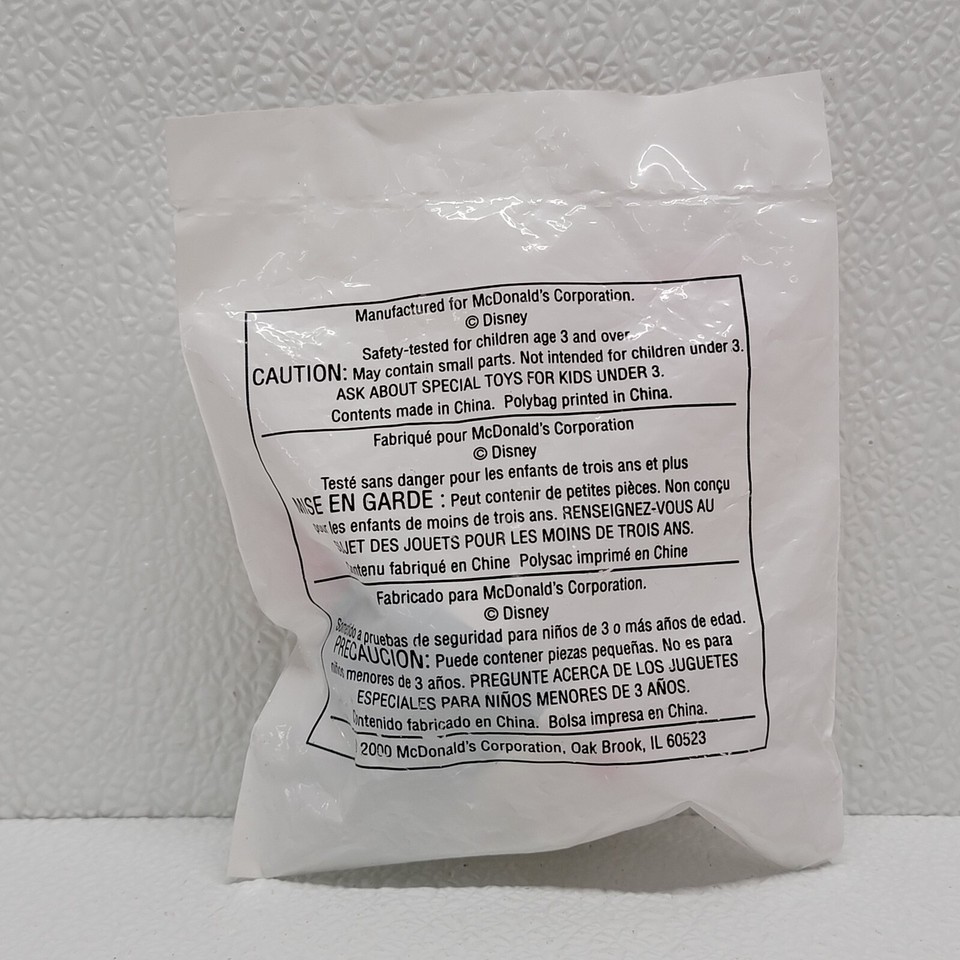 Manufactured for McDonald's Corporation.
© Disney
Safety-tested for children age 3 and over
CAUTION: May contain small parts. Not intended for children under 3.
ASK ABOUT SPECIAL TOYS FOR KIDS UNDER 3.
Contents made in China. Polybag printed in China.
Fabriqué pour McDonald's Corporation
© Disney
Testé sans danger pour les enfants de trois ans et plus
MISE EN GARDE : Peut contenir de petites pièces. Non conçu
pour les enfants de moins de trois ans. RENSEIGNEZ-VOUS AU
SUJET DES JOUETS POUR LES MOINS DE TROIS ANS.
Contenu fabriqué en Chine Polysac imprimé en Chine
Fabricado para McDonald's Corporation.
© Disney
Sometido a pruebas de seguridad para niños de 3 o más años de edad.
PRECAUCION: Puede contener piezas pequeñas. No es para
niños menores de 3 años. PREGUNTE ACERCA DE LOS JUGUETES
ESPECIALES PARA NIÑOS MENORES DE 3 AÑOS.
Contenido fabricado en China. Bolsa impresa en China.
2000 McDonald's Corporation, Oak Brook, IL 60523